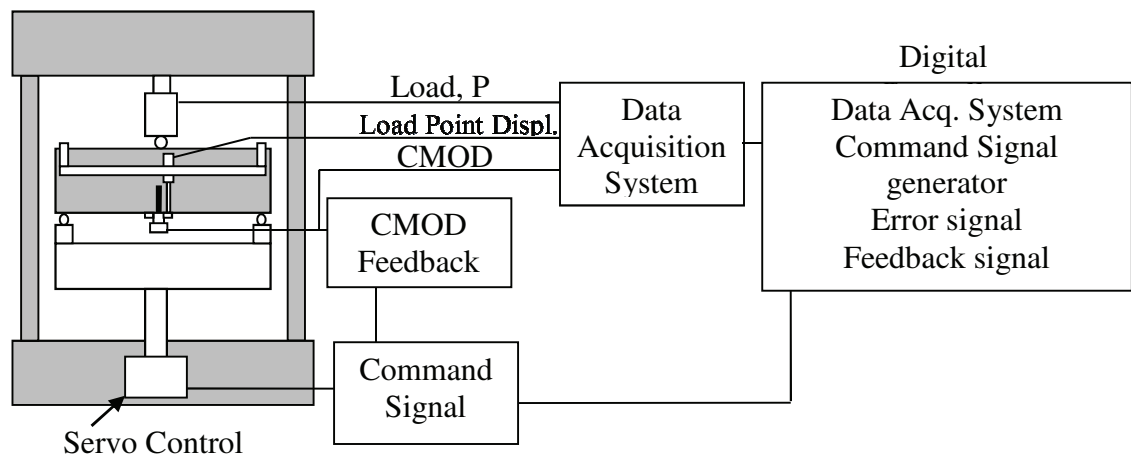 Digital
Load, P
Load Point Displ.
CMOD
Data
Acquisition
System
Data Acq. System
Command Signal
generator
Error signal
Feedback signal
CMOD
Feedback
Command
Signal
Servo Control